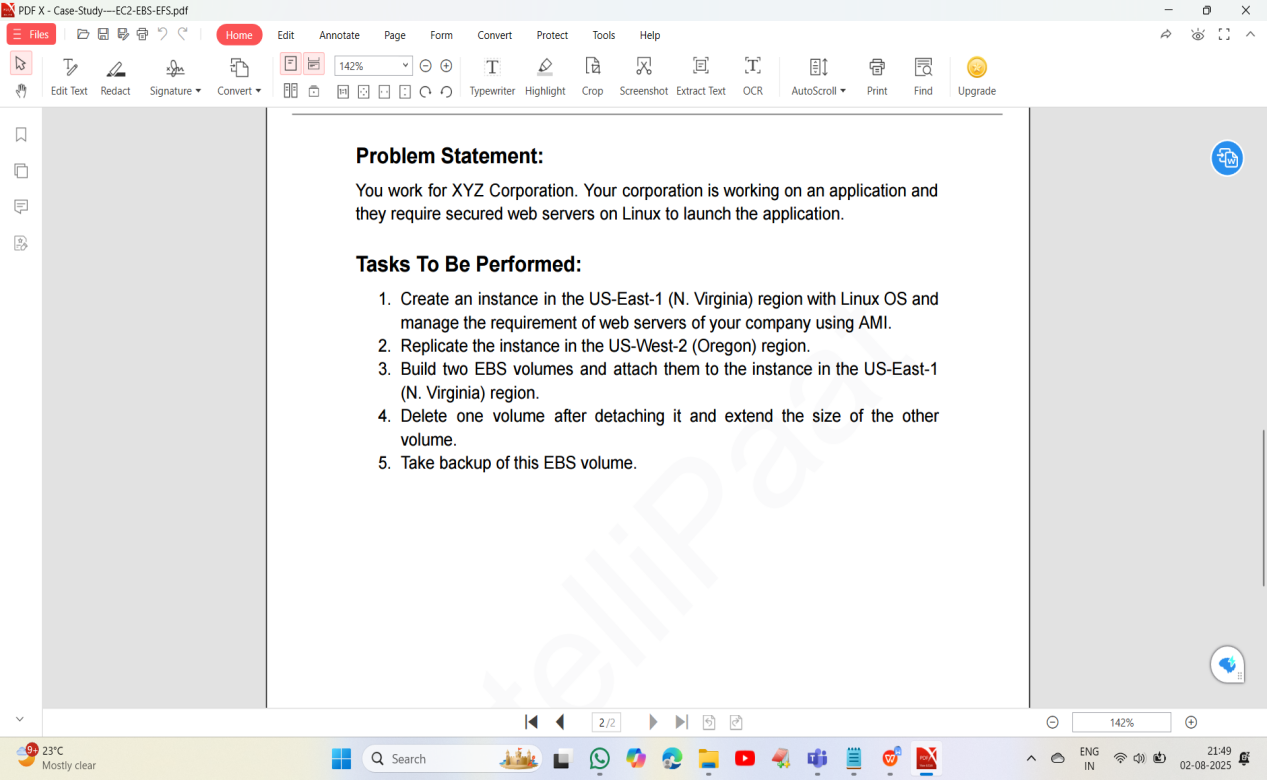 PDF X - Case-Study----EC2-EBS-EFS.pdf
Files
Home
Edit
Annotate
Page
Form
Convert
Protect
Tools
Help
142%
Edit Text
Redact
Signature
Convert
Typewriter
Highlight
Crop
Screenshot
Extract Text
OCR
AutoScroll
Print
Find
Upgrade
Problem Statement:
You work for XYZ Corporation. Your corporation is working on an application and
they require secured web servers on Linux to launch the application.
Tasks To Be Performed:
1. Create an instance in the US-East-1 (N. Virginia) region with Linux OS and
manage the requirement of web servers of your company using AMI.
2. Replicate the instance in the US-West-2 (Oregon) region.
3. Build two EBS volumes and attach them to the instance in the US-East-1
(N. Virginia) region.
4. Delete one volume after detaching it and extend the size of the other
volume.
5. Take backup of this EBS volume.
telliPaa
2/2
142%
9+
23°C
Mostly clear
Search
ENG
IN
21:49
02-08-2025